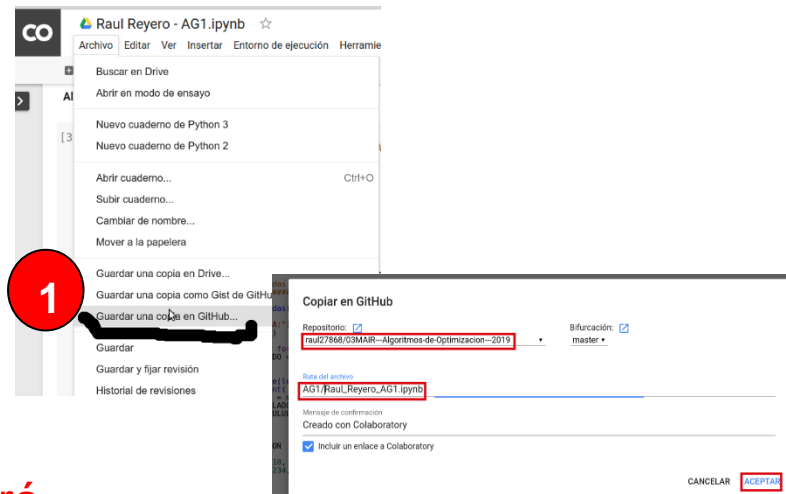 CO
Raul Reyero - AG1.ipynb
Archivo Editar Ver Insertar Entorno de ejecución
Buscar en Drive
Abrir en modo de ensayo
[3
Nuevo cuaderno de Python 3
Nuevo cuaderno de Python 2
Abrir cuaderno... Ctrl+O
Subir cuaderno...
Cambiar de nombre...
Mover a la papelera
Guardar una copia en Drive...
Guardar una copia como Gist de GitHu
1
Guardar una copia en GitHub...
Guardar
Guardar y fijar revisión
Historial de revisiones
Copiar en GitHub
Repositorio: Bifurcación:
raul27868/03MAIR---Algoritmos-de-Optimizacion---2019 master
Ruta del archivo
AG1/Raul_Reyero_AG1.ipynb
Mensaje de confirmación
Creado con Colaboratory
Incluir un enlace a Colaboratory
CANCELAR ACEPTAR